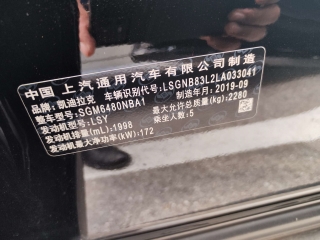 中国 上汽通用汽车有限公司制造
品牌: 凯迪拉克 车辆识别代号: LSGNB83L2LA033041
整车型号: SGM6480NBA1 制造年月: 2019-09
发动机型号: LSY 最大允许总质量(kg): 2280
发动机排量(mL): 1998 乘坐人数: 5
发动机最大净功率(kW): 172